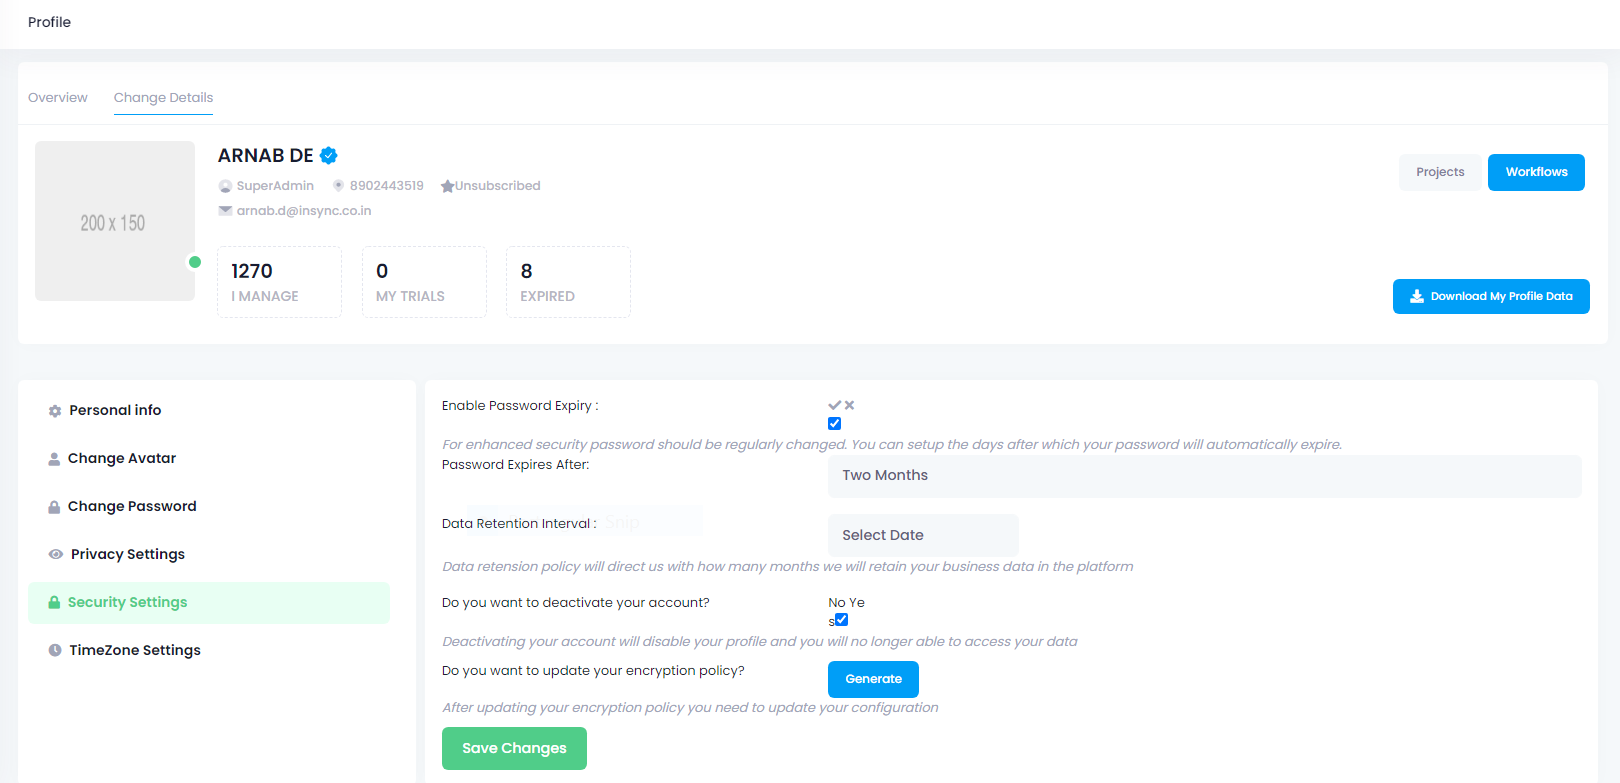 Profile
Overview Change Details
200 x 150
ARNAB DE
SuperAdmin 8902443519 Unsubscribed
arnab.d@insync.co.in
Projects Workflows
1270 0 8
I MANAGE MY TRIALS EXPIRED
Download My Profile Data
Personal info
Change Avatar
Change Password
Privacy Settings
Security Settings
TimeZone Settings
Enable Password Expiry :
For enhanced security password should be regularly changed. You can setup the days after which your password will automatically expire.
Password Expires After: Two Months
Data Retention Interval : Snip Select Date
Data retension policy will direct us with how many months we will retain your business data in the platform
Do you want to deactivate your account? No Ye
s
Deactivating your account will disable your profile and you will no longer able to access your data
Do you want to update your encryption policy? Generate
After updating your encryption policy you need to update your configuration
Save Changes